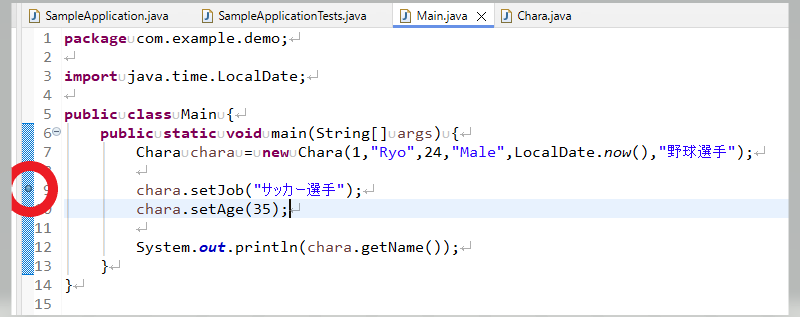 SampleApplication.java SampleApplicationTests.java Main.java Chara.java
1 package com.example.demo;
2
3 import java.time.LocalDate;
4
5 public class Main {
6 public static void main(String[] args) {
7 Chara chara = new Chara(1,"Ryo",24,"Male",LocalDate.now(),"野球選手");
8
9 chara.setJob("サッカー選手");
10 chara.setAge(35);
11
12 System.out.println(chara.getName());
13 }
14 }
15